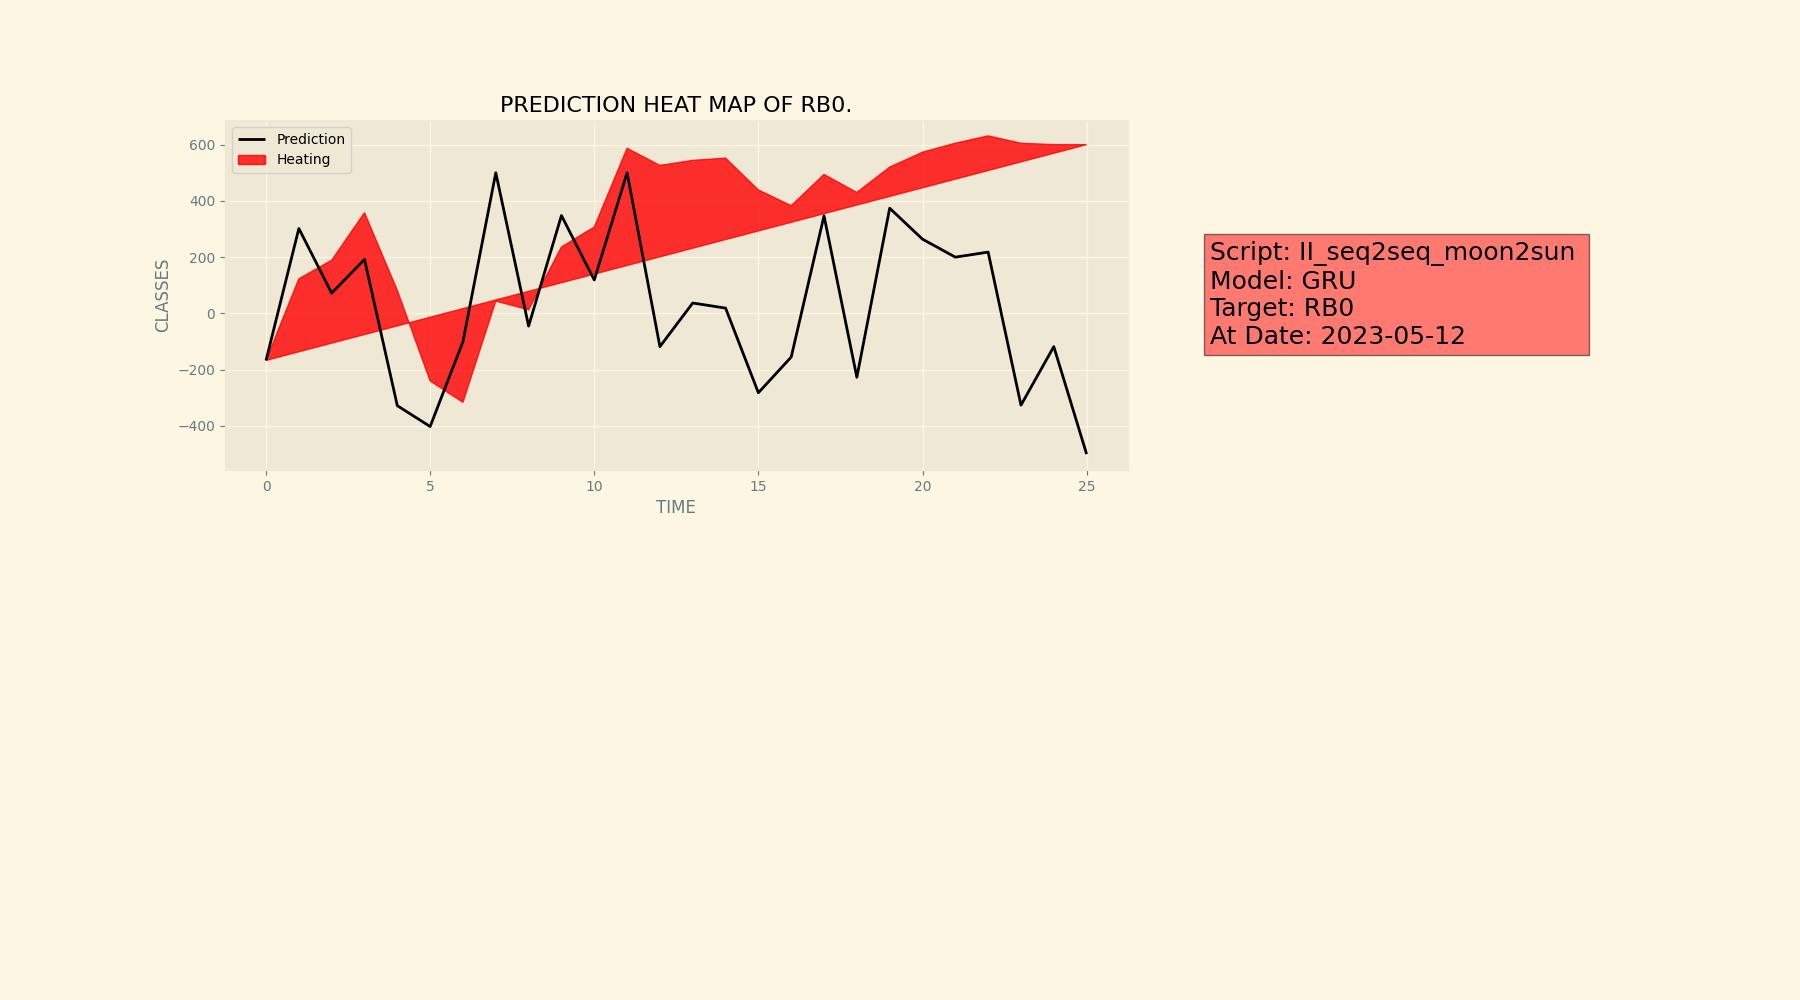 PREDICTION HEAT MAP OF RB0.
Prediction
Heating
600
400
200
0
−200
−400
CLASSES
0 5 10 15 20 25
TIME
Script: II_seq2seq_moon2sun
Model: GRU
Target: RB0
At Date: 2023-05-12